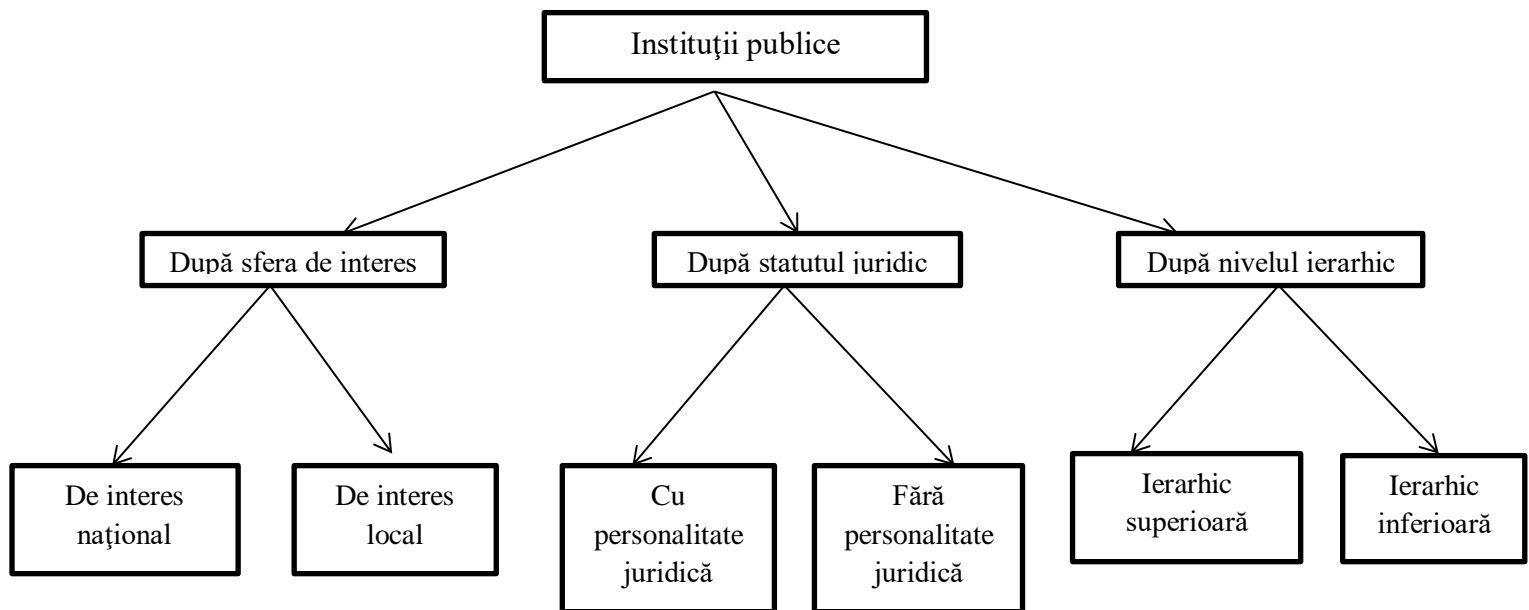 Instituţii publice
După sfera de interes
După statutul juridic
După nivelul ierarhic
De interes
naţional
De interes
local
Cu
personalitate
juridică
Fără
personalitate
juridică
Ierarhic
superioară
Ierarhic
inferioară